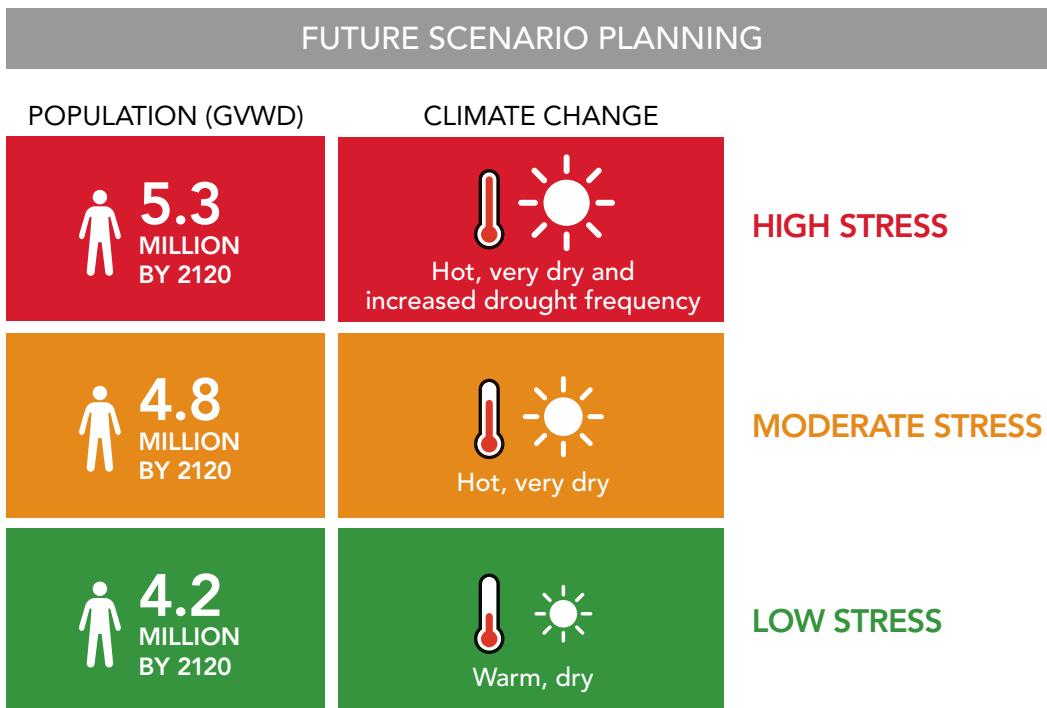 FUTURE SCENARIO PLANNING
POPULATION (GVWD)
CLIMATE CHANGE
5.3
MILLION
BY 2120
Hot, very dry and
increased drought frequency
HIGH STRESS
4.8
MILLION
BY 2120
Hot, very dry
MODERATE STRESS
4.2
MILLION
BY 2120
Warm, dry
LOW STRESS